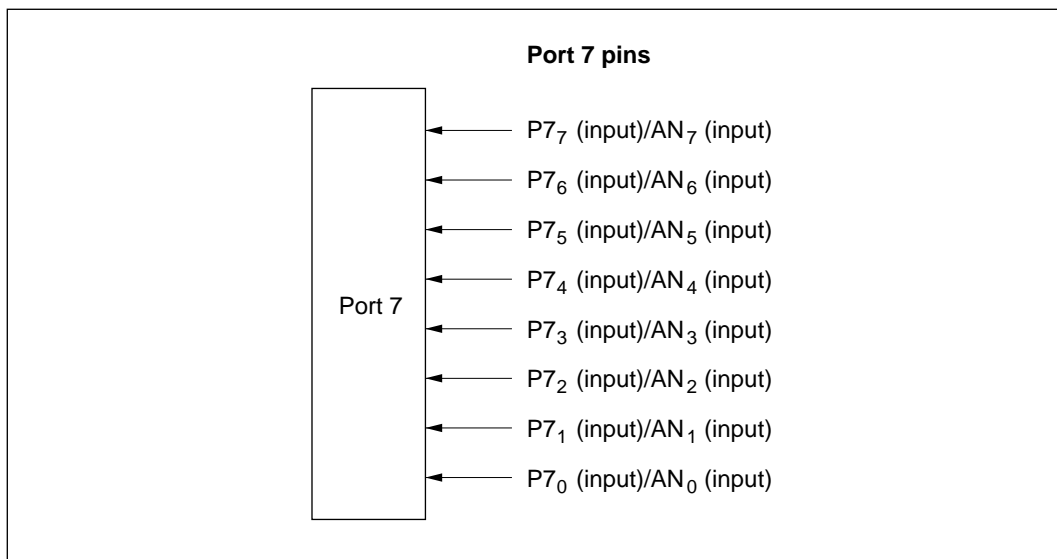 Port 7 pins
P7₇ (input)/AN₇ (input)
P7₆ (input)/AN₆ (input)
P7₅ (input)/AN₅ (input)
P7₄ (input)/AN₄ (input)
Port 7
P7₃ (input)/AN₃ (input)
P7₂ (input)/AN₂ (input)
P7₁ (input)/AN₁ (input)
P7₀ (input)/AN₀ (input)